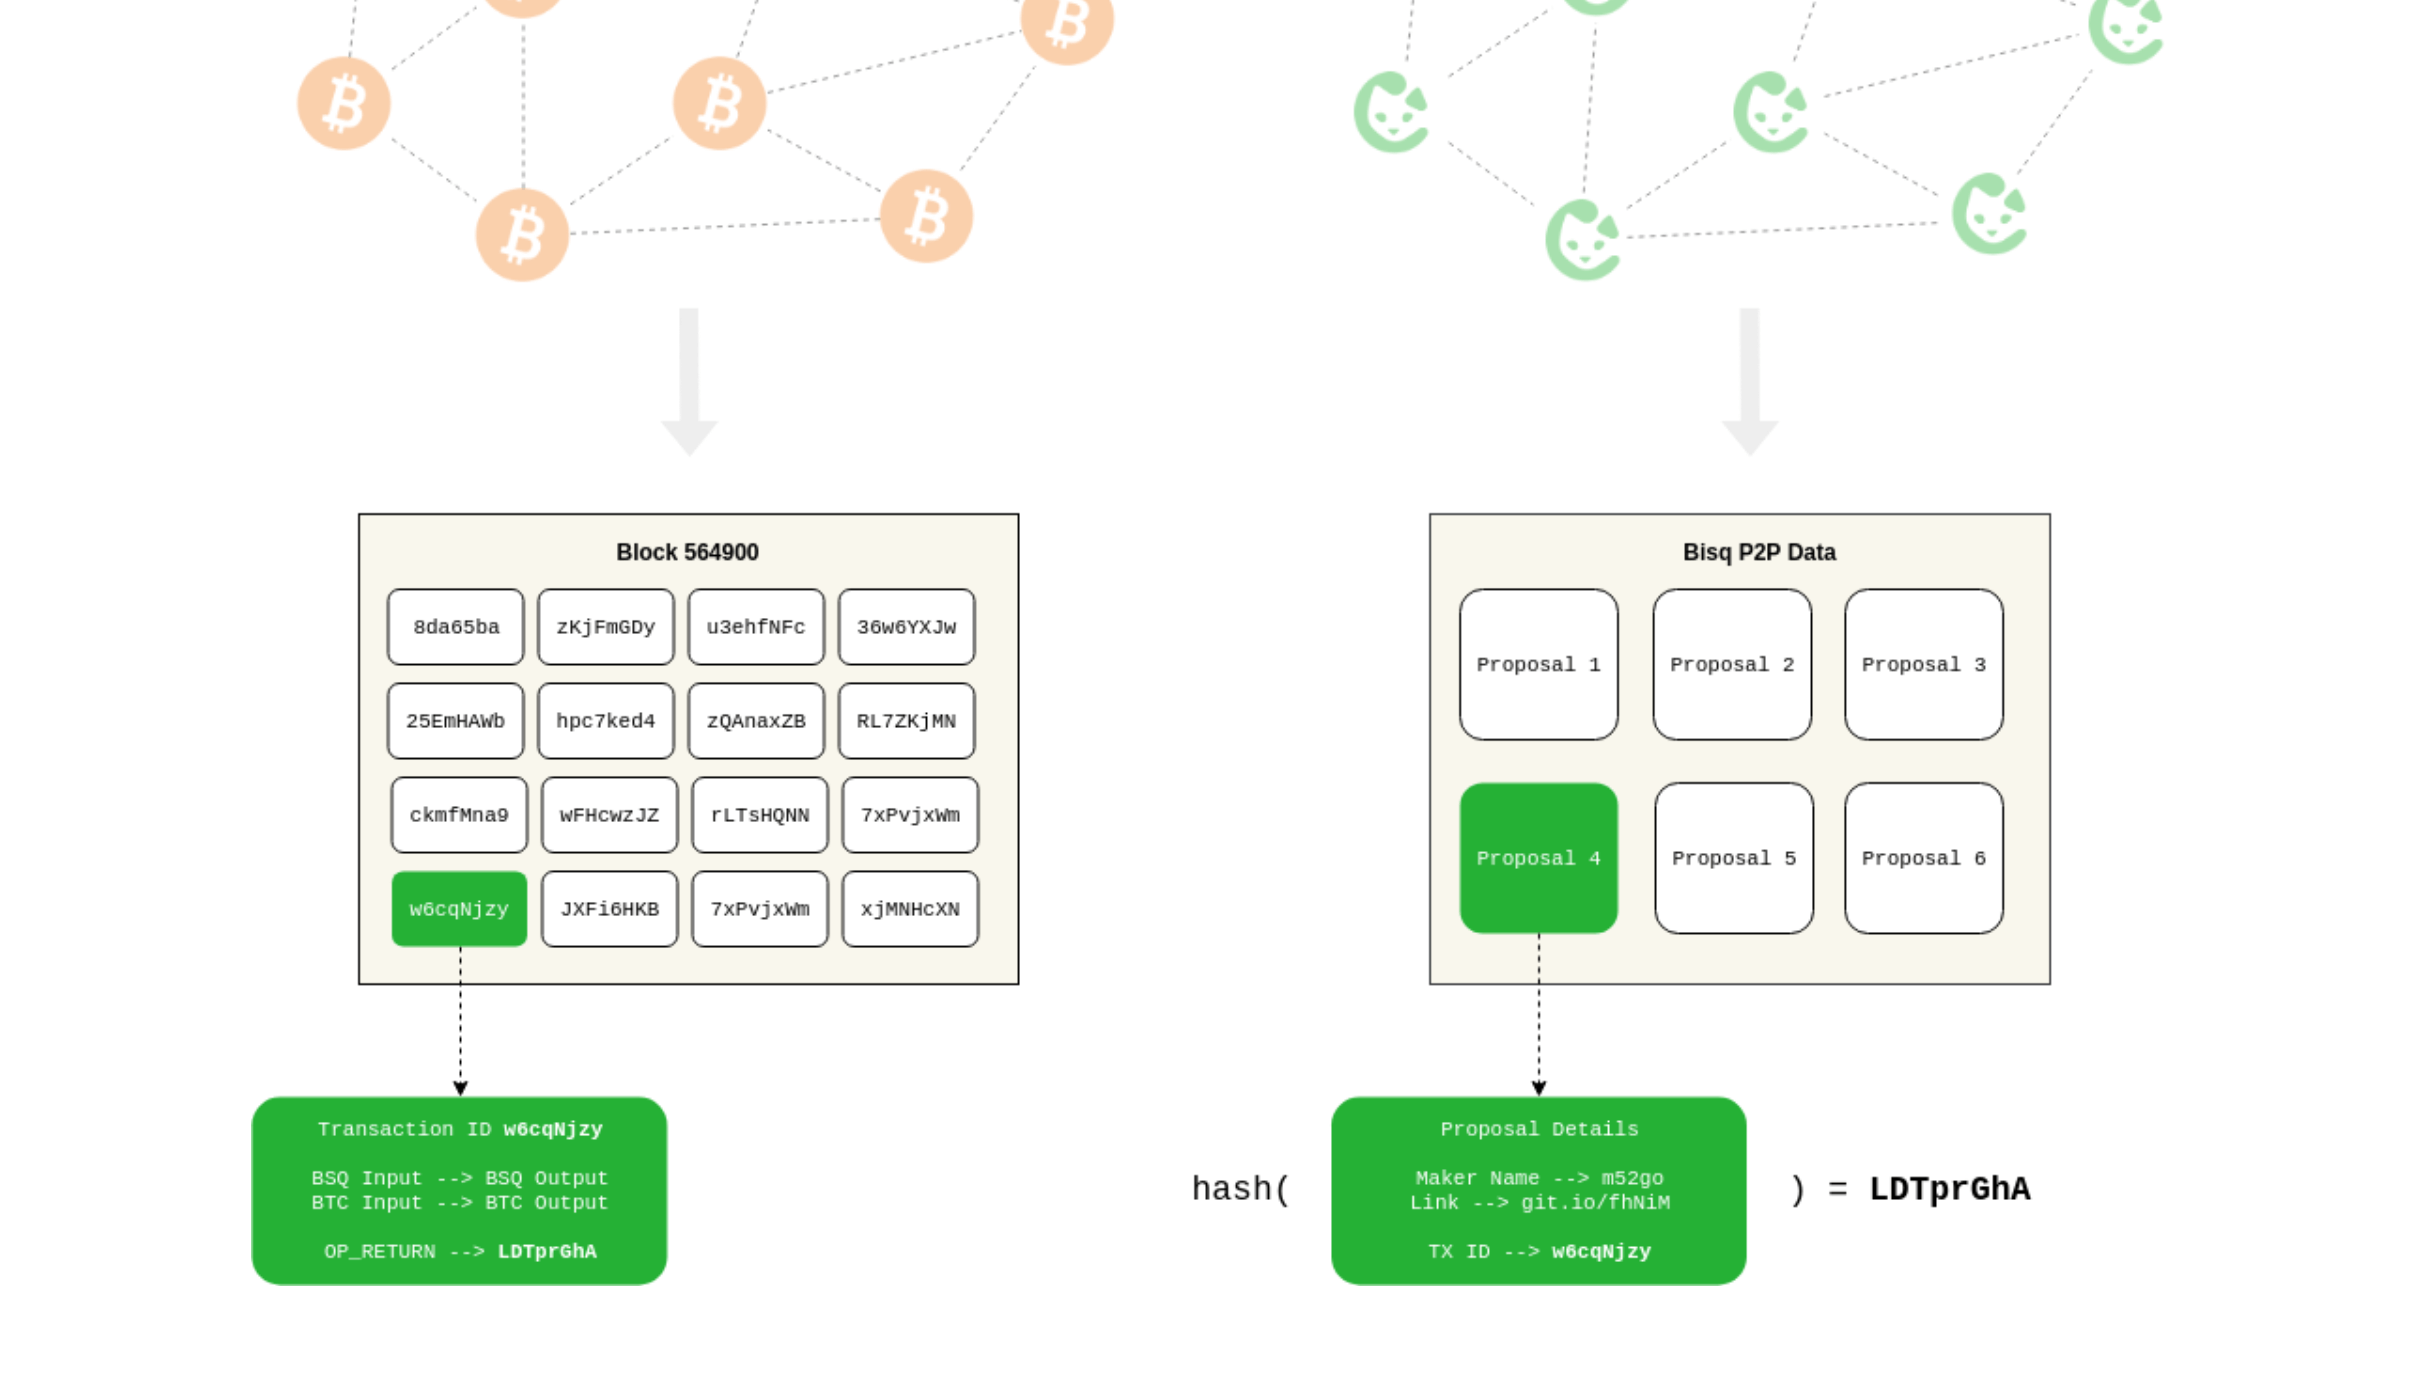 Block 564900
8da65ba zKjFmGDy u3ehfNFc 36w6YXJw
25EmHAWb hpc7ked4 zQAnaxZB RL7ZKjMN
ckmfMna9 wFHcwzJZ rLTsHQNN 7xPvjxWm
w6cqNjzy JXFi6HKB 7xPvjxWm xjMNHcXN
Transaction ID w6cqNjzy
BSQ Input --> BSQ Output
BTC Input --> BTC Output
OP_RETURN --> LDTprGhA
Bisq P2P Data
Proposal 1 Proposal 2 Proposal 3
Proposal 4 Proposal 5 Proposal 6
hash(
Proposal Details
Maker Name --> m52go
Link --> git.io/fhNiM
TX ID --> w6cqNjzy
) = LDTprGhA